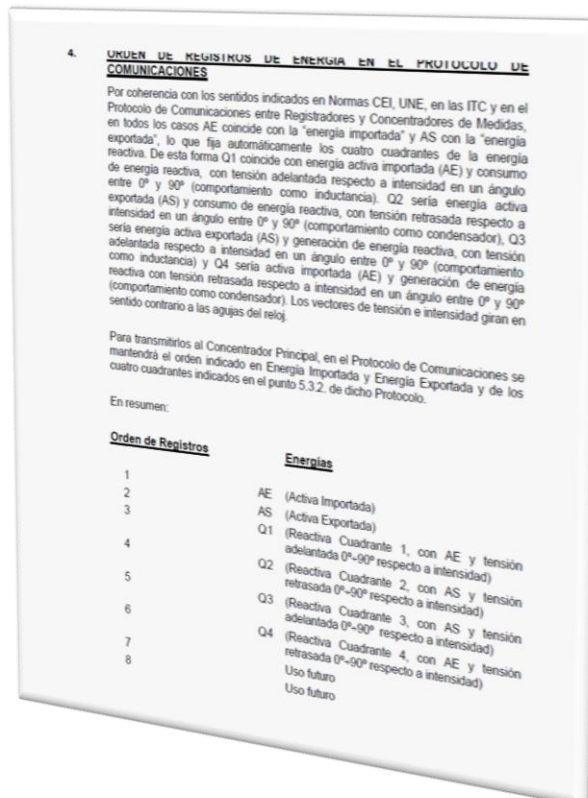 4. ORDEN DE REGISTROS DE ENERGIA EN EL PROTOCOLO DE
COMUNICACIONES
Por coherencia con los sentidos indicados en Normas CEI, UNE, en las ITC y en el
Protocolo de Comunicaciones entre Registradores y Concentradores de Medidas,
en todos los casos AE coincide con la "energía importada" y AS con la "energía
exportada", lo que fija automáticamente los cuatro cuadrantes de la energía
reactiva. De esta forma Q1 coincide con energía activa importada (AE) y consumo
de energía reactiva, con tensión adelantada respecto a intensidad en un ángulo
entre 0º y 90º (comportamiento como inductancia). Q2 sería energía activa
exportada (AS) y consumo de energía reactiva, con tensión retrasada respecto a
intensidad en un ángulo entre 0º y 90º (comportamiento como condensador), Q3
sería energía activa exportada (AS) y generación de energía reactiva, con tensión
adelantada respecto a intensidad en un ángulo entre 0º y 90º (comportamiento
como inductancia) y Q4 sería activa importada (AE) y generación de energía
reactiva con tensión retrasada respecto a intensidad en un ángulo entre 0º y 90º
(comportamiento como condensador). Los vectores de tensión e intensidad giran en
sentido contrario a las agujas del reloj.
Para transmitirlos al Concentrador Principal, en el Protocolo de Comunicaciones se
mantendrá el orden indicado en Energía Importada y Energía Exportada y de los
cuatro cuadrantes indicados en el punto 5.3.2. de dicho Protocolo.
En resumen:
Orden de Registros Energías
1 AE (Activa Importada)
2 AS (Activa Exportada)
3 Q1 (Reactiva Cuadrante 1, con AE y tensión
adelantada 0º÷90º respecto a intensidad)
4 Q2 (Reactiva Cuadrante 2, con AS y tensión
retrasada 0º÷90º respecto a intensidad)
5 Q3 (Reactiva Cuadrante 3, con AS y tensión
adelantada 0º÷90º respecto a intensidad)
6 Q4 (Reactiva Cuadrante 4, con AE y tensión
retrasada 0º÷90º respecto a intensidad)
7 Uso futuro
8 Uso futuro